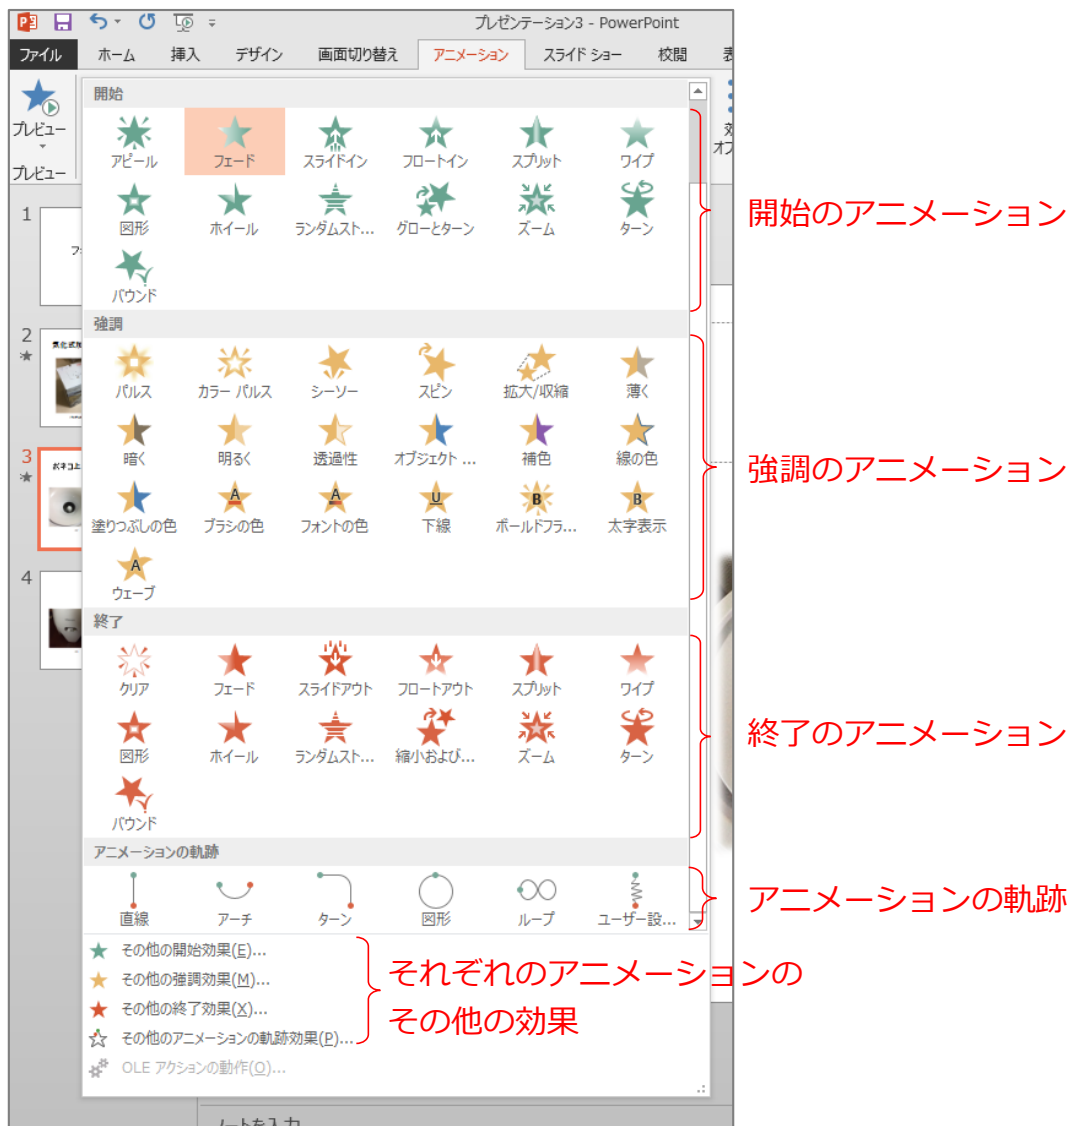 プレゼンテーション3 - PowerPoint
ファイル ホーム 挿入 デザイン 画面切り替え アニメーション スライド ショー 校閲
プレビュー
プレビュー
開始
アピール フェード スライドイン フロートイン スプリット ワイプ
図形 ホイール ランダムスト... グローとターン ズーム ターン
バウンド
開始のアニメーション
強調
パルス カラー パルス シーソー スピン 拡大/収縮 薄く
暗く 明るく 透過性 オブジェクト ... 補色 線の色
塗りつぶしの色 ブラシの色 フォントの色 下線 ボールドフラ... 太字表示
ウェーブ
強調のアニメーション
終了
クリア フェード スライドアウト フロートアウト スプリット ワイプ
図形 ホイール ランダムスト... 縮小および... ズーム ターン
バウンド
終了のアニメーション
アニメーションの軌跡
直線 アーチ ターン 図形 ループ ユーザー設...
アニメーションの軌跡
その他の開始効果(E)...
その他の強調効果(M)...
その他の終了効果(X)...
その他のアニメーションの軌跡効果(P)...
OLE アクションの動作(O)...
それぞれのアニメーションの
その他の効果
1
2
3
4
ノートを入力